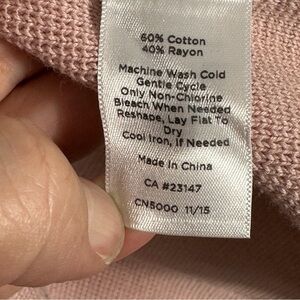 60% Cotton
40% Rayon
Machine Wash Cold
Gentle Cycle
Only Non-Chlorine
Bleach When Needed
Reshape, Lay Flat To
Dry
Cool Iron, If Needed
Made In China
CA #23147
CN5000 11/15